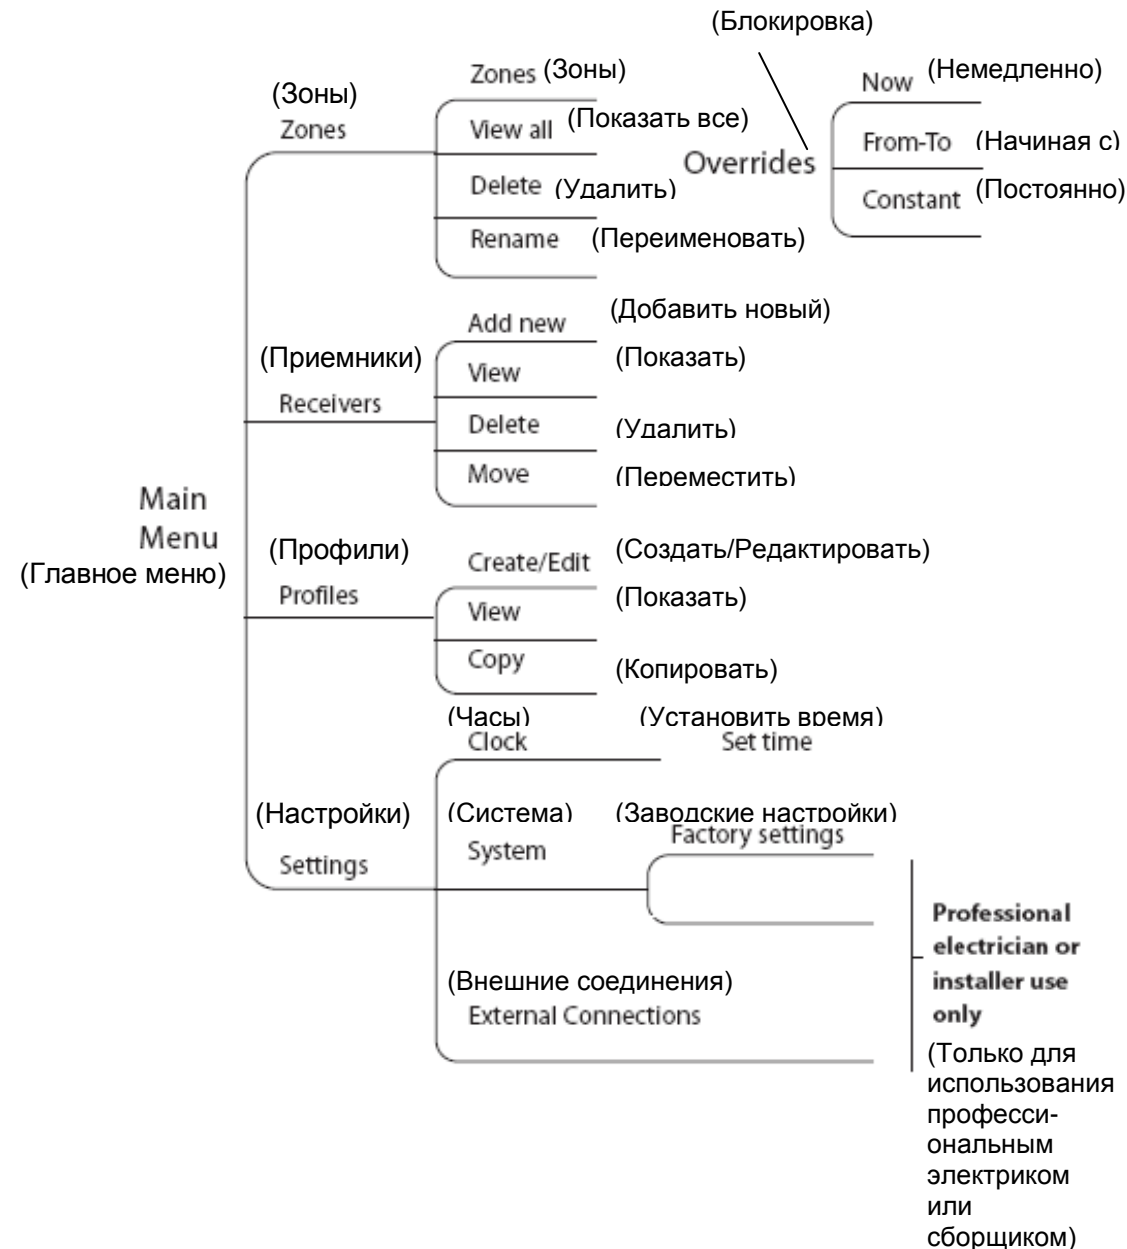 (Блокировка)
Zones (Зоны)
Now (Немедленно)
(Зоны)
Zones
View all (Показать все)
Overrides
From-To (Начиная с)
Delete (Удалить)
Constant (Постоянно)
Rename (Переименовать)
Add new (Добавить новый)
(Приемники)
View (Показать)
Receivers
Delete (Удалить)
Move (Переместить)
Main
Menu
(Главное меню)
(Профили)
Create/Edit (Создать/Редактировать)
Profiles
View (Показать)
Copy (Копировать)
(Часы) (Установить время)
Clock Set time
(Настройки) (Система) (Заводские настройки)
Factory settings
System
Settings
Professional
electrician or
installer use
only
(Внешние соединения)
External Connections
(Только для
использования
професси-
ональным
электриком
или
сборщиком)